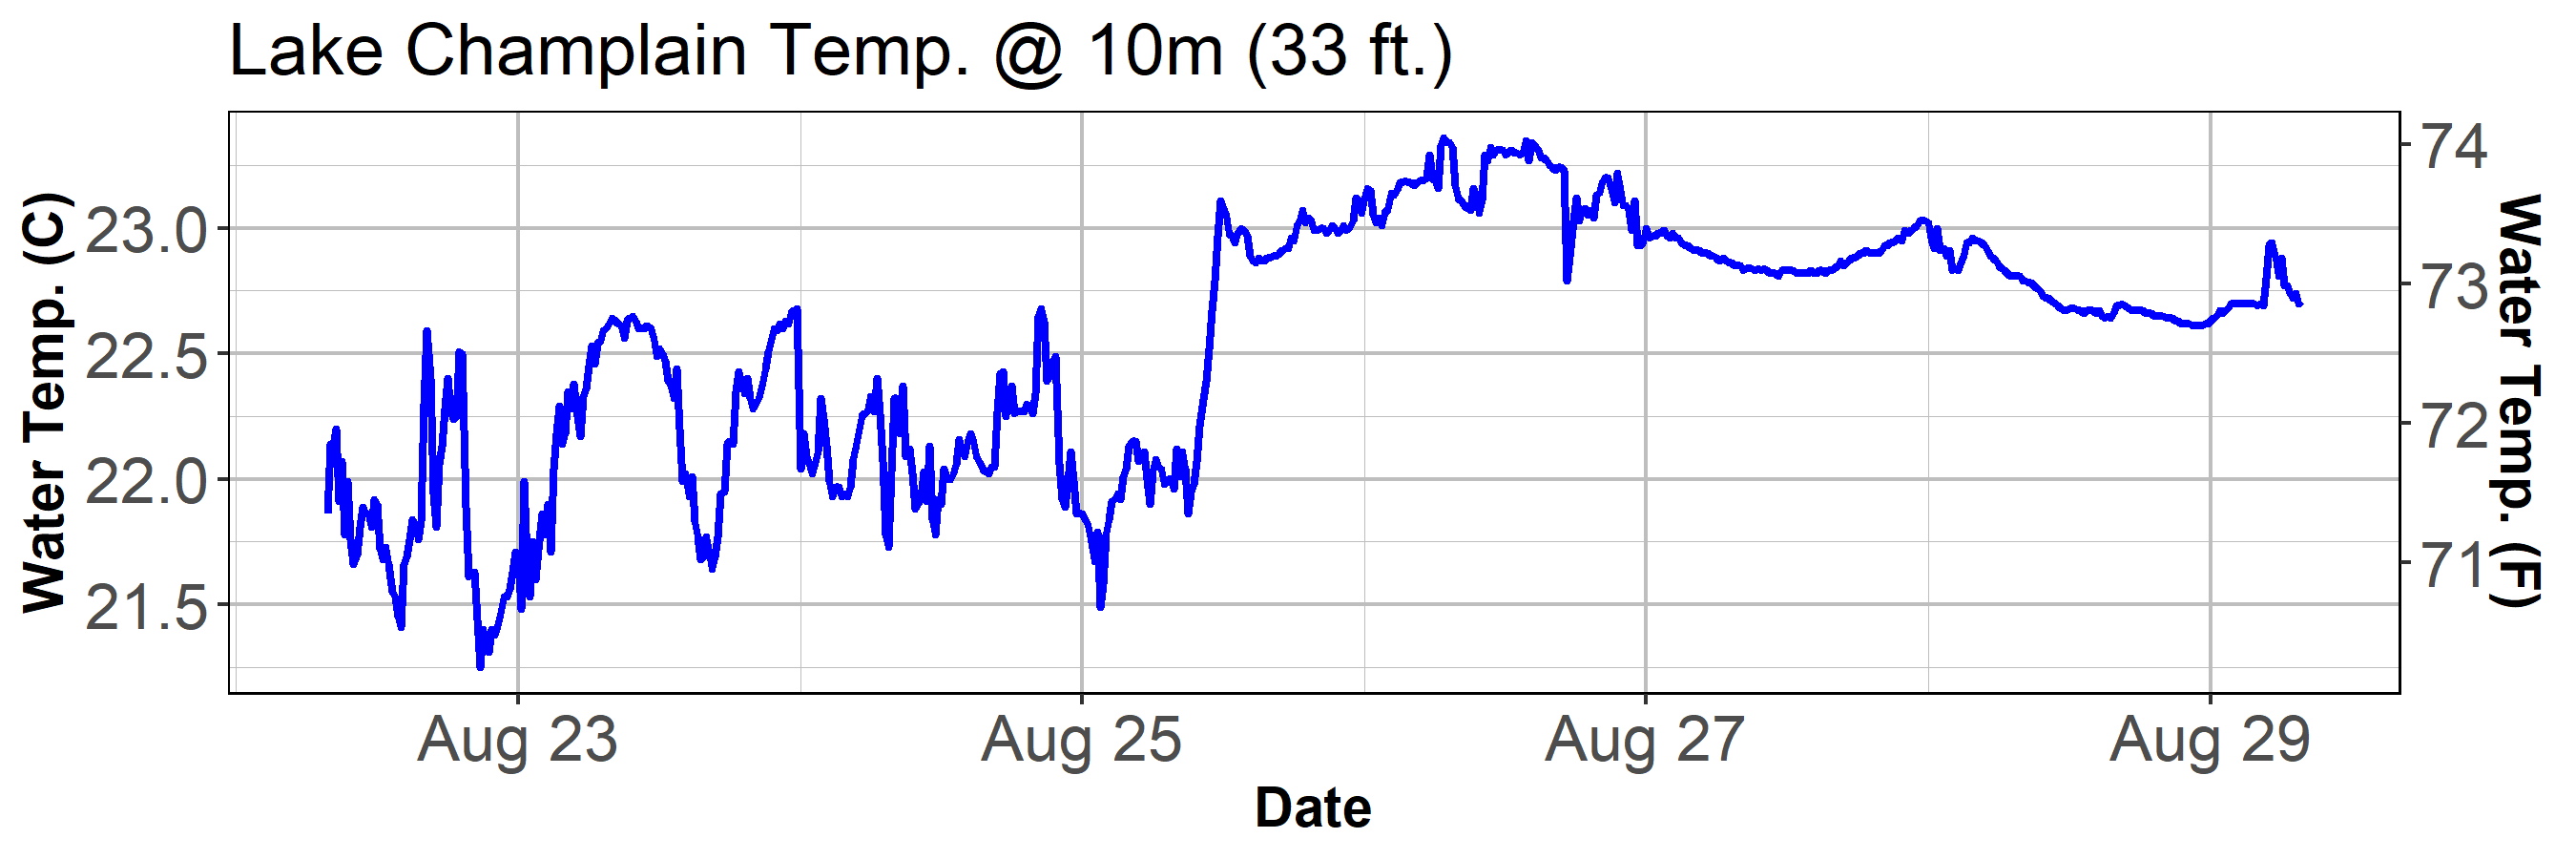 Lake Champlain Temp. @ 10m (33 ft.)
Water Temp. (C)
23.0
22.5
22.0
21.5
74
73
72
71
Water Temp. (F)
Aug 23 Aug 25 Aug 27 Aug 29
Date